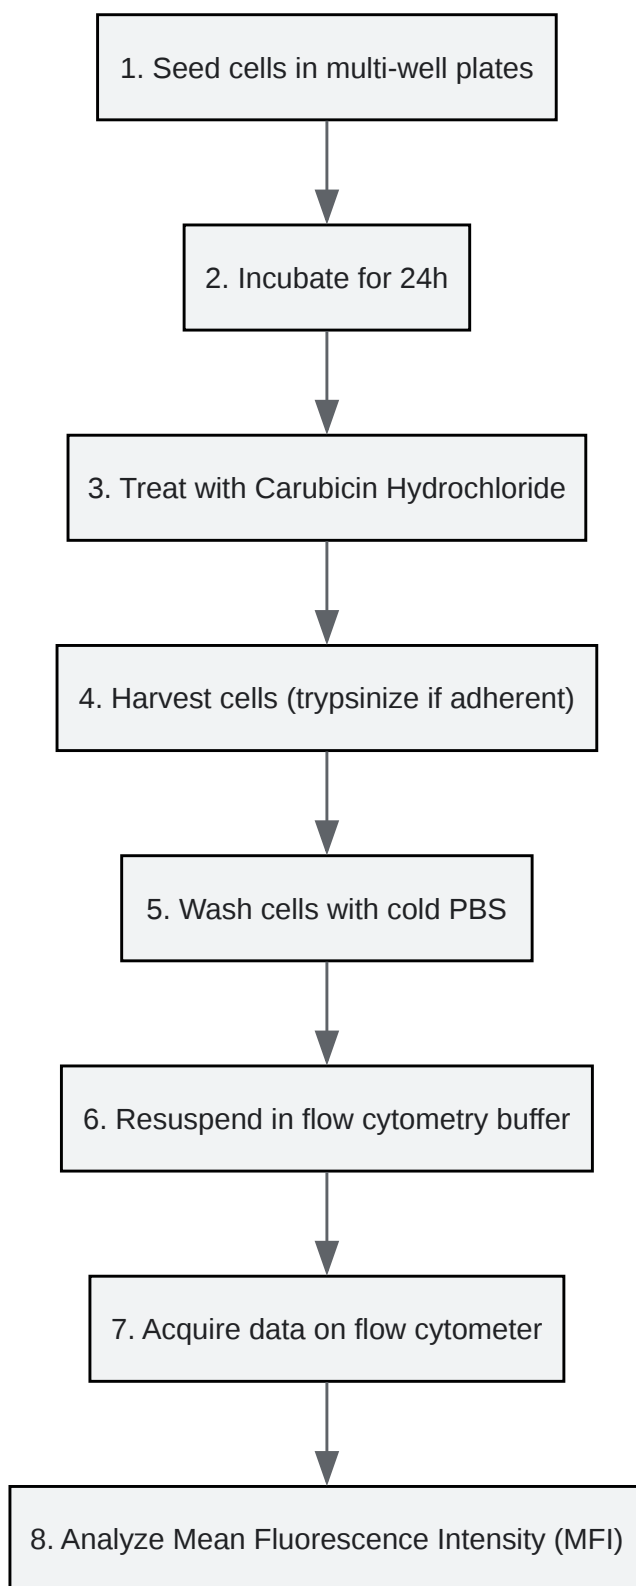 1. Seed cells in multi-well plates
2. Incubate for 24h
3. Treat with Carubicin Hydrochloride
4. Harvest cells (trypsinize if adherent)
5. Wash cells with cold PBS
6. Resuspend in flow cytometry buffer
7. Acquire data on flow cytometer
8. Analyze Mean Fluorescence Intensity (MFI)